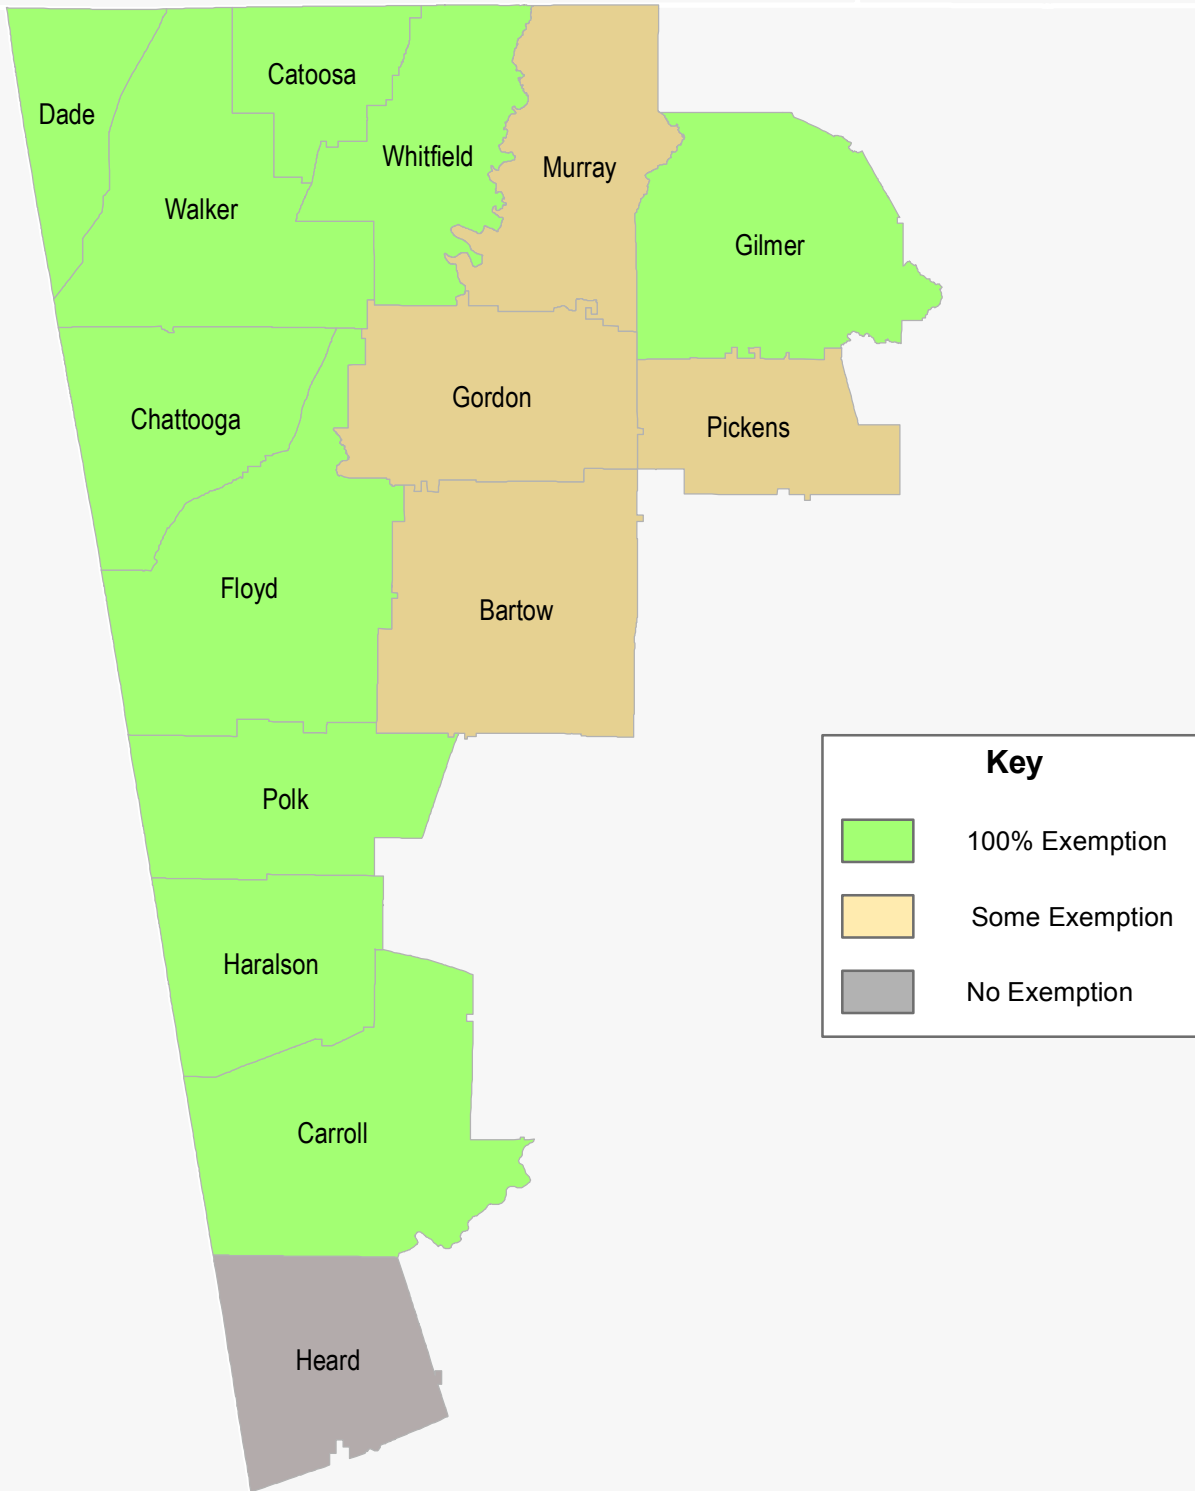 Catoosa
Dade
Whitfield
Murray
Walker
Gilmer
Gordon
Chattooga
Pickens
Floyd
Bartow
Polk
Haralson
Carroll
Heard
Key
100% Exemption
Some Exemption
No Exemption